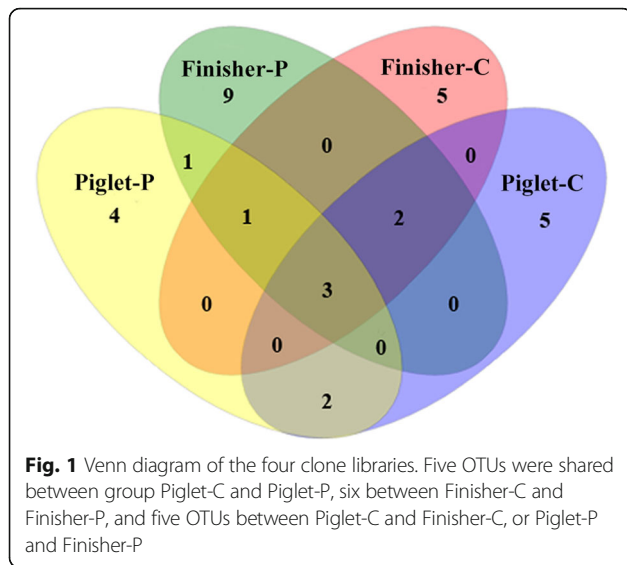 Finisher-P
9
Finisher-C
5
Piglet-P
4
Piglet-C
5
1
0
0
1
2
3
0
0
0
0
2
Fig. 1 Venn diagram of the four clone libraries. Five OTUs were shared
between group Piglet-C and Piglet-P, six between Finisher-C and
Finisher-P, and five OTUs between Piglet-C and Finisher-C, or Piglet-P
and Finisher-P